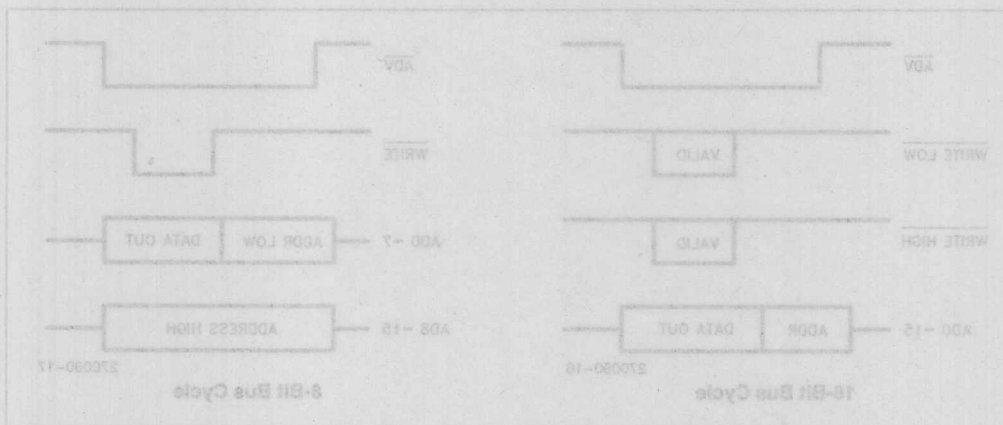 ADV
WRITE LOW
VALID
WRITE HIGH
VALID
AD0 -15
ADDR
DATA OUT
270090-16
16-Bit Bus Cycle
ADV
WRITE
AD0 -7
ADDR LOW
DATA OUT
AD8 -15
ADDRESS HIGH
270090-17
8-Bit Bus Cycle